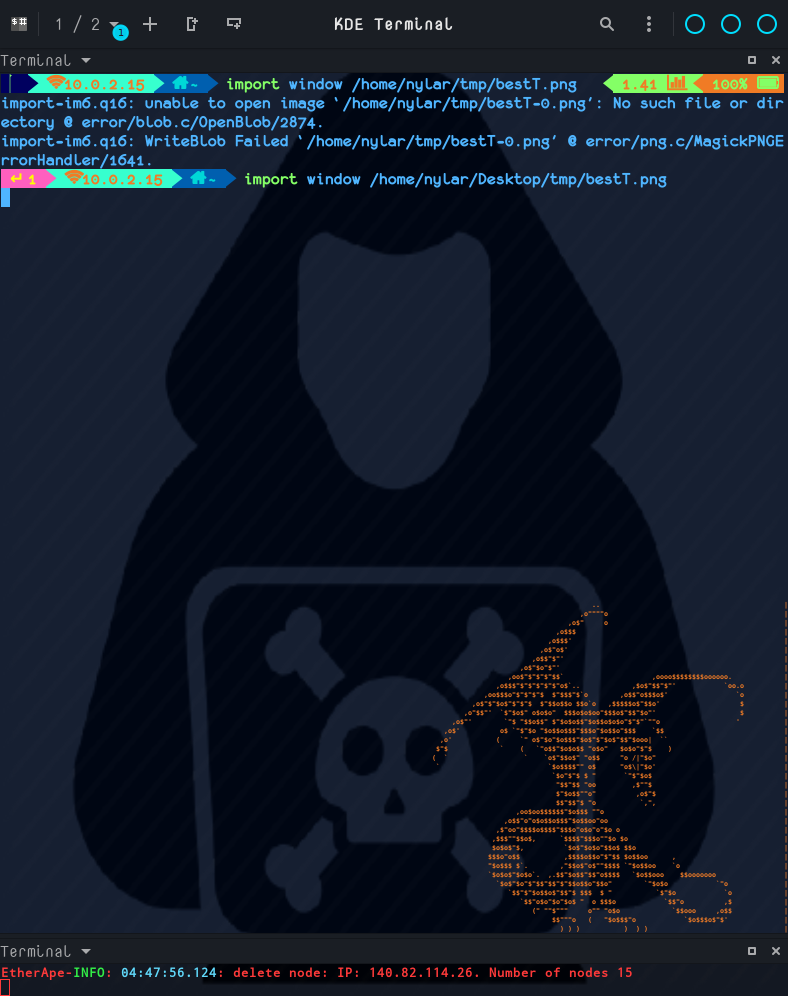 1 / 2
1
KDE Terminal
Terminal
10.0.2.15 ~ import window /home/nylar/tmp/bestT.png 1.41 100%
import-im6.q16: unable to open image `/home/nylar/tmp/bestT-0.png': No such file or dir
ectory @ error/blob.c/OpenBlob/2874.
import-im6.q16: WriteBlob Failed `/home/nylar/tmp/bestT-0.png' @ error/png.c/MagickPNGE
rrorHandler/1641.
↵ 1 10.0.2.15 ~ import window /home/nylar/Desktop/tmp/bestT.png
Terminal
EtherApe-INFO: 04:47:56.124: delete node: IP: 140.82.114.26. Number of nodes 15